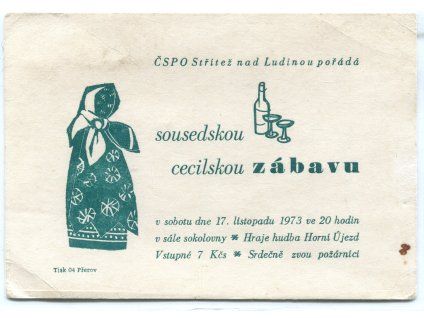 ČSPO Střítež nad Ludinou pořádá
sousedskou
cecilskou zábavu
v sobotu dne 17. listopadu 1973 ve 20 hodin
v sále sokolovny * Hraje hudba Horní Újezd
Vstupné 7 Kčs * Srdečně zvou požárníci
Tisk 04 Přerov